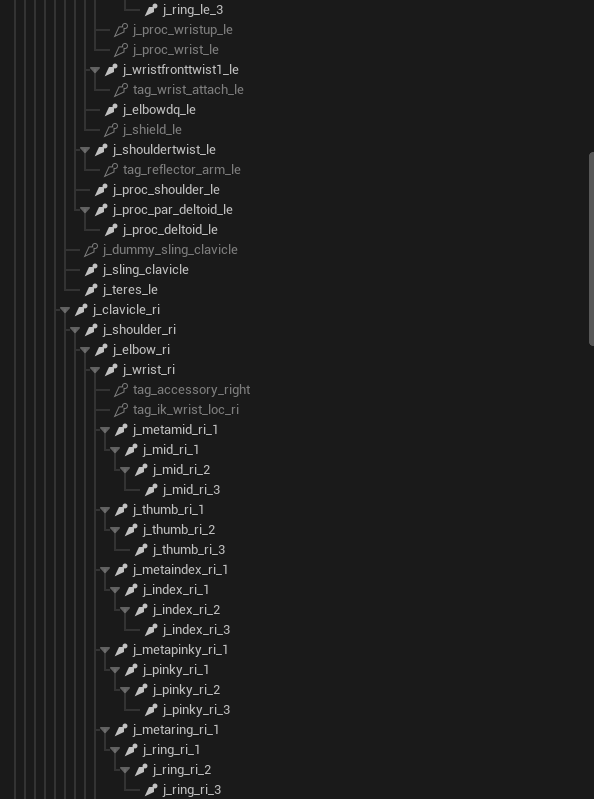 j_ring_le_3
j_proc_wristup_le
j_proc_wrist_le
j_wristfronttwist1_le
tag_wrist_attach_le
j_elbowdq_le
j_shield_le
j_shouldertwist_le
tag_reflector_arm_le
j_proc_shoulder_le
j_proc_par_deltoid_le
j_proc_deltoid_le
j_dummy_sling_clavicle
j_sling_clavicle
j_teres_le
j_clavicle_ri
j_shoulder_ri
j_elbow_ri
j_wrist_ri
tag_accessory_right
tag_ik_wrist_loc_ri
j_metamid_ri_1
j_mid_ri_1
j_mid_ri_2
j_mid_ri_3
j_thumb_ri_1
j_thumb_ri_2
j_thumb_ri_3
j_metaindex_ri_1
j_index_ri_1
j_index_ri_2
j_index_ri_3
j_metapinky_ri_1
j_pinky_ri_1
j_pinky_ri_2
j_pinky_ri_3
j_metaring_ri_1
j_ring_ri_1
j_ring_ri_2
j_ring_ri_3